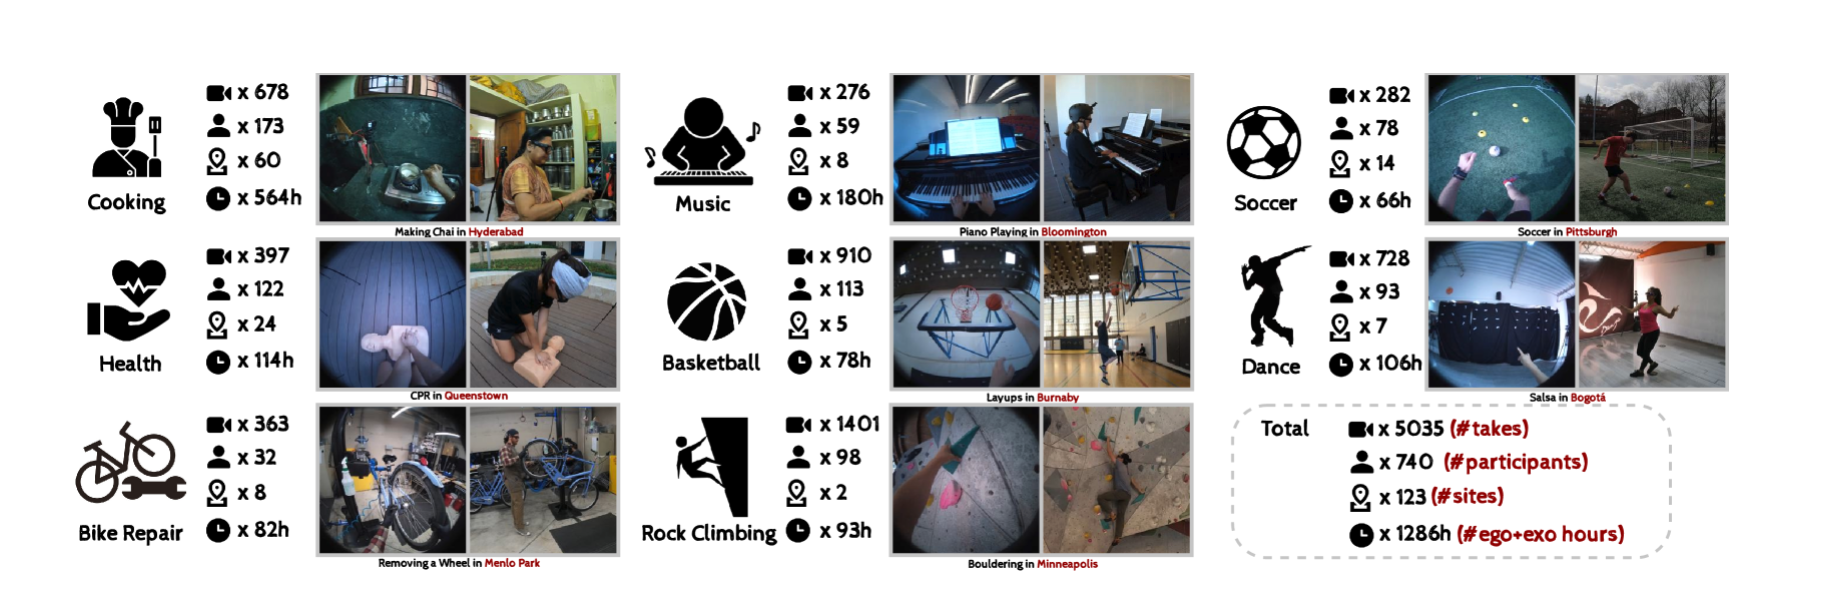 x 678
x 173
x 60
x 564h
Cooking
Making Chai in Hyderabad
x 276
x 59
x 8
x 180h
Music
Piano Playing in Bloomington
x 282
x 78
x 14
x 66h
Soccer
Soccer in Pittsburgh
x 397
x 122
x 24
x 114h
Health
CPR in Queenstown
x 910
x 113
x 5
x 78h
Basketball
Layups in Burnaby
x 728
x 93
x 7
x 106h
Dance
Salsa in Bogotá
x 363
x 32
x 8
x 82h
Bike Repair
Removing a Wheel in Menlo Park
x 1401
x 98
x 2
x 93h
Rock Climbing
Bouldering in Minneapolis
Total
x 5035 (#takes)
x 740 (#participants)
x 123 (#sites)
x 1286h (#ego+exo hours)